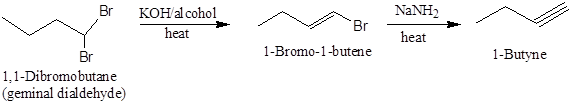 Br
Br
1,1-Dibromobutane
(geminal dialdehyde)
KOH/alcohol
heat
Br
1-Bromo-1-butene
NaNH2
heat
1-Butyne